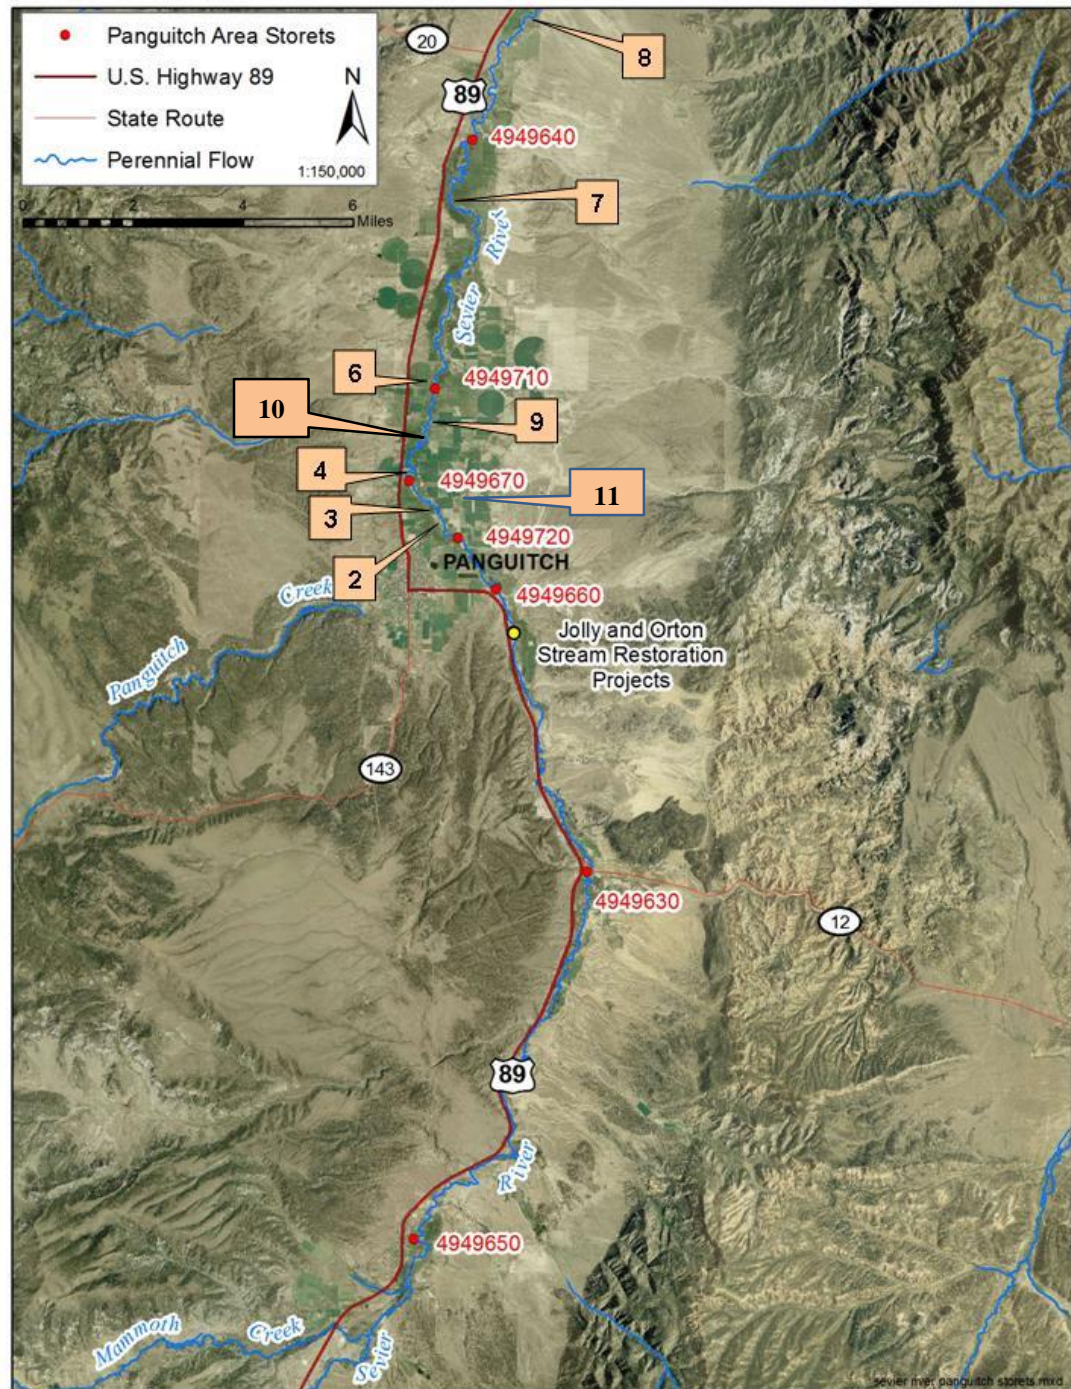 Panguitch Area Storets
U.S. Highway 89
State Route
Perennial Flow
N
1:150,000
0 2 4 6
Miles
20
8
89
4949640
7
River
Sevier
6
4949710
10
9
4
4949670
11
3
4949720
2
PANGUITCH
4949660
Creek
Panguitch
Jolly and Orton
Stream Restoration
Projects
143
4949630
12
89
River
4949650
Mammoth
Creek
Sevier
sevier river panguitch storets.mxd